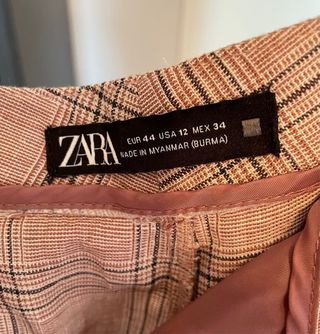 ZARA
EUR 44 USA 12 MEX 34
MADE IN MYANMAR (BURMA)